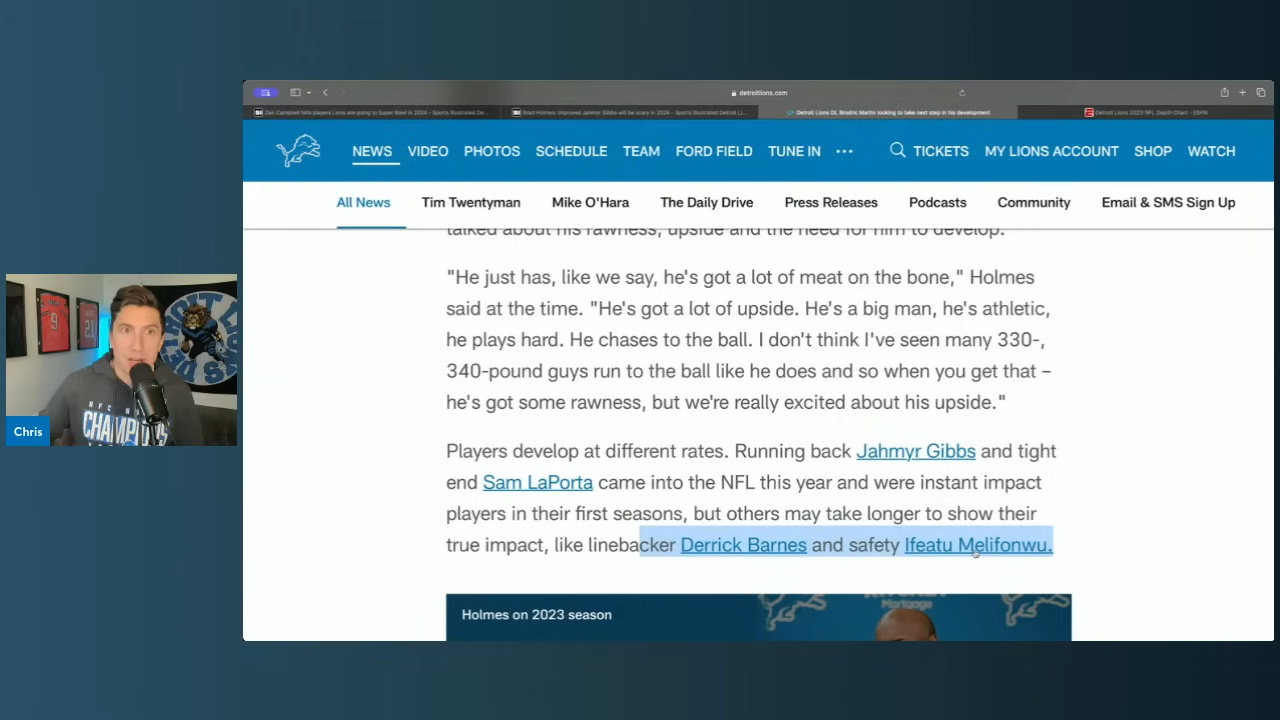 detroitlions.com
Dan Campbell tells players Lions are going to Super Bowl in 2024 - Sports Illustrated De...
Brad Holmes: Improved Jahmyr Gibbs will be scary in 2024 - Sports Illustrated Detroit Li...
Detroit Lions DL Brodric Martin looking to take next step in his development
Detroit Lions 2023 NFL Depth Chart - ESPN
NEWS VIDEO PHOTOS SCHEDULE TEAM FORD FIELD TUNE IN ••• TICKETS MY LIONS ACCOUNT SHOP WATCH
All News Tim Twentyman Mike O'Hara The Daily Drive Press Releases Podcasts Community Email & SMS Sign Up
talked about his rawness, upside and the need for him to develop.
"He just has, like we say, he's got a lot of meat on the bone," Holmes
said at the time. "He's got a lot of upside. He's a big man, he's athletic,
he plays hard. He chases to the ball. I don't think I've seen many 330-,
340-pound guys run to the ball like he does and so when you get that –
he's got some rawness, but we're really excited about his upside."
Players develop at different rates. Running back Jahmyr Gibbs and tight
end Sam LaPorta came into the NFL this year and were instant impact
players in their first seasons, but others may take longer to show their
true impact, like linebacker Derrick Barnes and safety Ifeatu Melifonwu.
Holmes on 2023 season
Mortgage
9
21
NFC N
CHAMPI
Chris